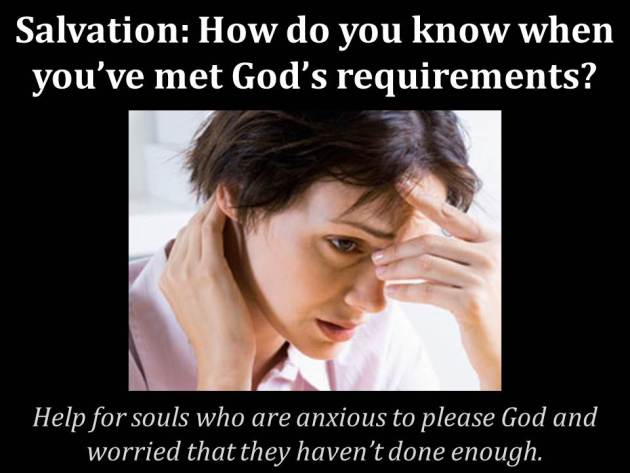 Salvation: How do you know when
you’ve met God’s requirements?
Help for souls who are anxious to please God and
worried that they haven’t done enough.